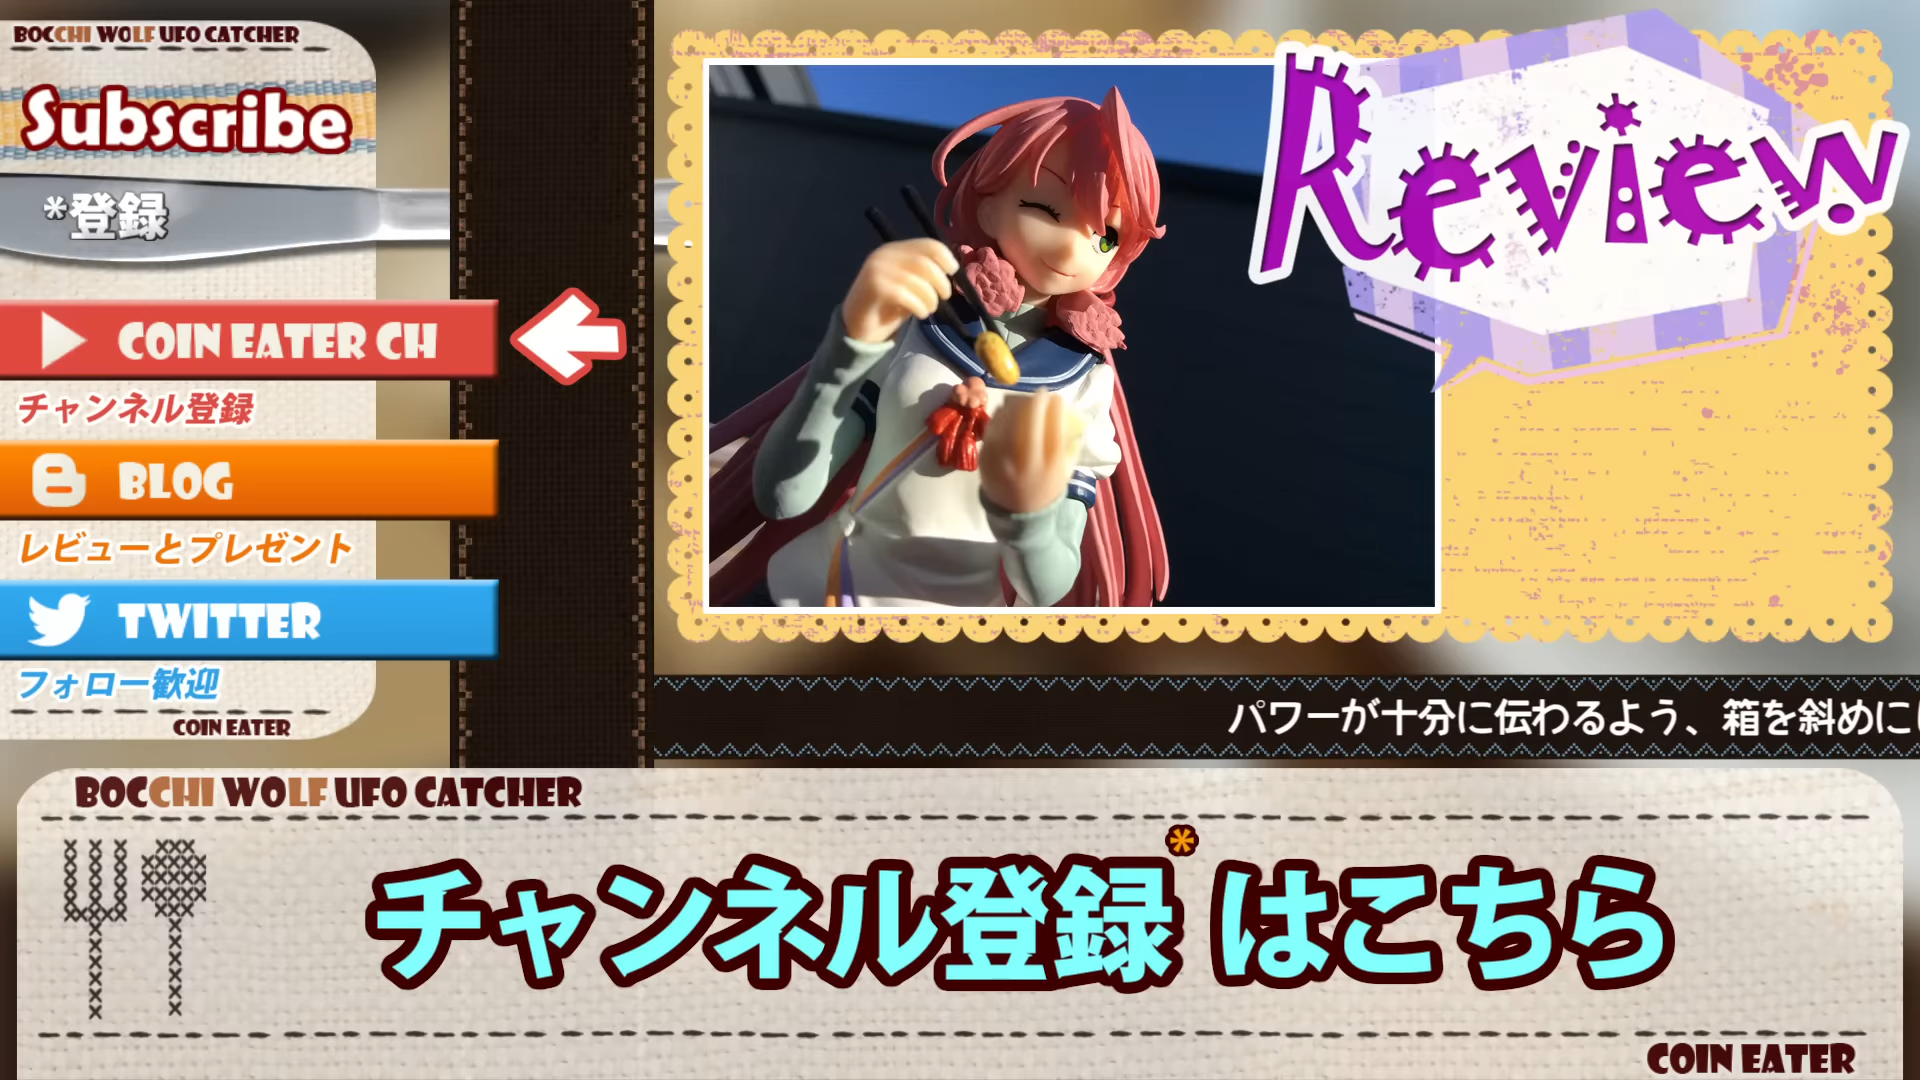 BOCCHI WOLF UFO CATCHER
Subscribe
*登録
COIN EATER CH
チャンネル登録
BLOG
レビューとプレゼント
TWITTER
フォロー歓迎
COIN EATER
Review
パワーが十分に伝わるよう、箱を斜めに
BOCCHI WOLF UFO CATCHER
チャンネル登録*はこちら
COIN EATER